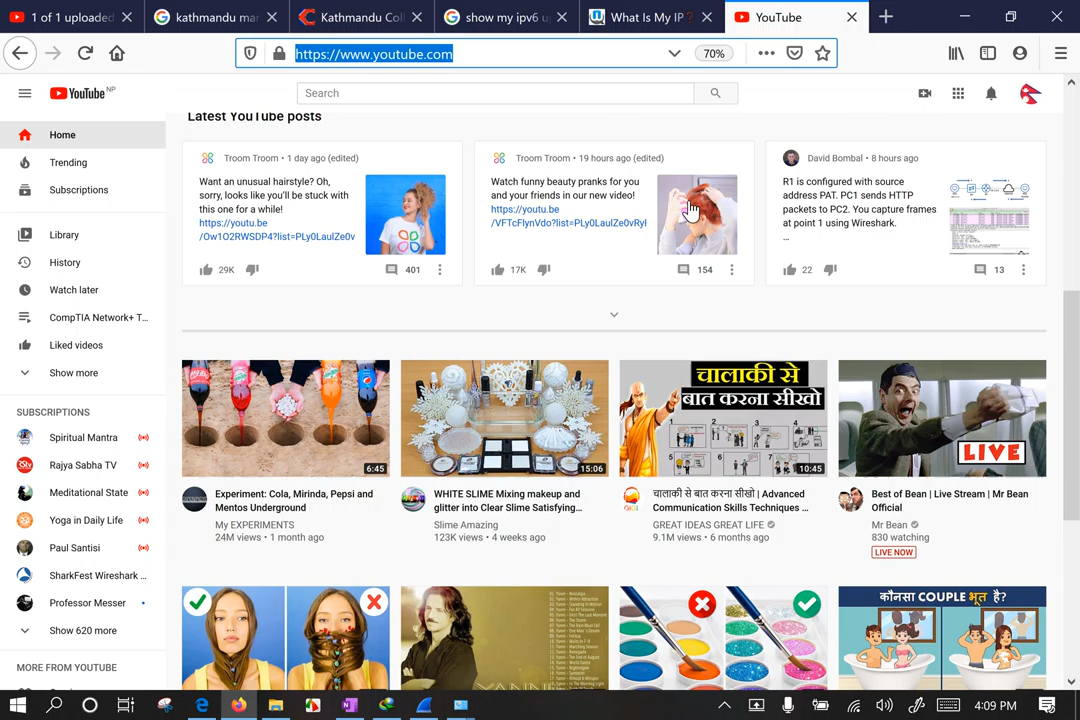 1 of 1 uploaded
kathmandu mar
Kathmandu Coll
show my ipv6 u
What Is My IP?
YouTube
https://www.youtube.com
70%
YouTube NP
Search
Home
Trending
Subscriptions
Library
History
Watch later
CompTIA Network+ T...
Liked videos
Show more
SUBSCRIPTIONS
Spiritual Mantra
Rajya Sabha TV
Meditational State
Yoga in Daily Life
Paul Santisi
SharkFest Wireshark ...
Professor Messer
Show 620 more
MORE FROM YOUTUBE
Latest YouTube posts
Troom Troom • 1 day ago (edited)
Want an unusual hairstyle? Oh,
sorry, looks like you'll be stuck with
this one for a while!
https://youtu.be
/Ow1O2RWSDP4?list=PLy0LaulZe0v
29K
401
Troom Troom • 19 hours ago (edited)
Watch funny beauty pranks for you
and your friends in our new video!
https://youtu.be
/VFTcFlynVdo?list=PLy0LaulZe0vRyl
17K
154
David Bombal • 8 hours ago
R1 is configured with source
address PAT. PC1 sends HTTP
packets to PC2. You capture frames
at point 1 using Wireshark.
...
22
13
6:45
Experiment: Cola, Mirinda, Pepsi and
Mentos Underground
My EXPERIMENTS
24M views • 1 month ago
15:06
WHITE SLIME Mixing makeup and
glitter into Clear Slime Satisfying...
Slime Amazing
123K views • 4 weeks ago
चालाकी से
बात करना सीखो
10:45
चालाकी से बात करना सीखो | Advanced
Communication Skills Techniques ...
GREAT IDEAS GREAT LIFE
9.1M views • 6 months ago
LIVE
Best of Bean | Live Stream | Mr Bean
Official
Mr Bean
830 watching
LIVE NOW
YANNI
कौनसा COUPLE भूत है?
4:09 PM